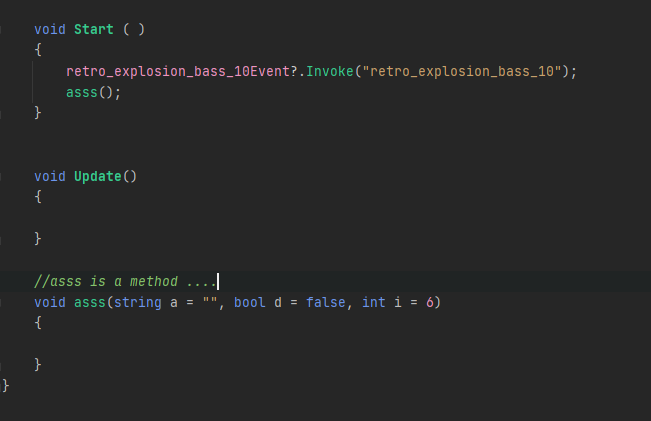 void Start ( )
{
retro_explosion_bass_10Event?.Invoke("retro_explosion_bass_10");
asss();
}
void Update()
{
}
//asss is a method ....
void asss(string a = "", bool d = false, int i = 6)
{
}
}